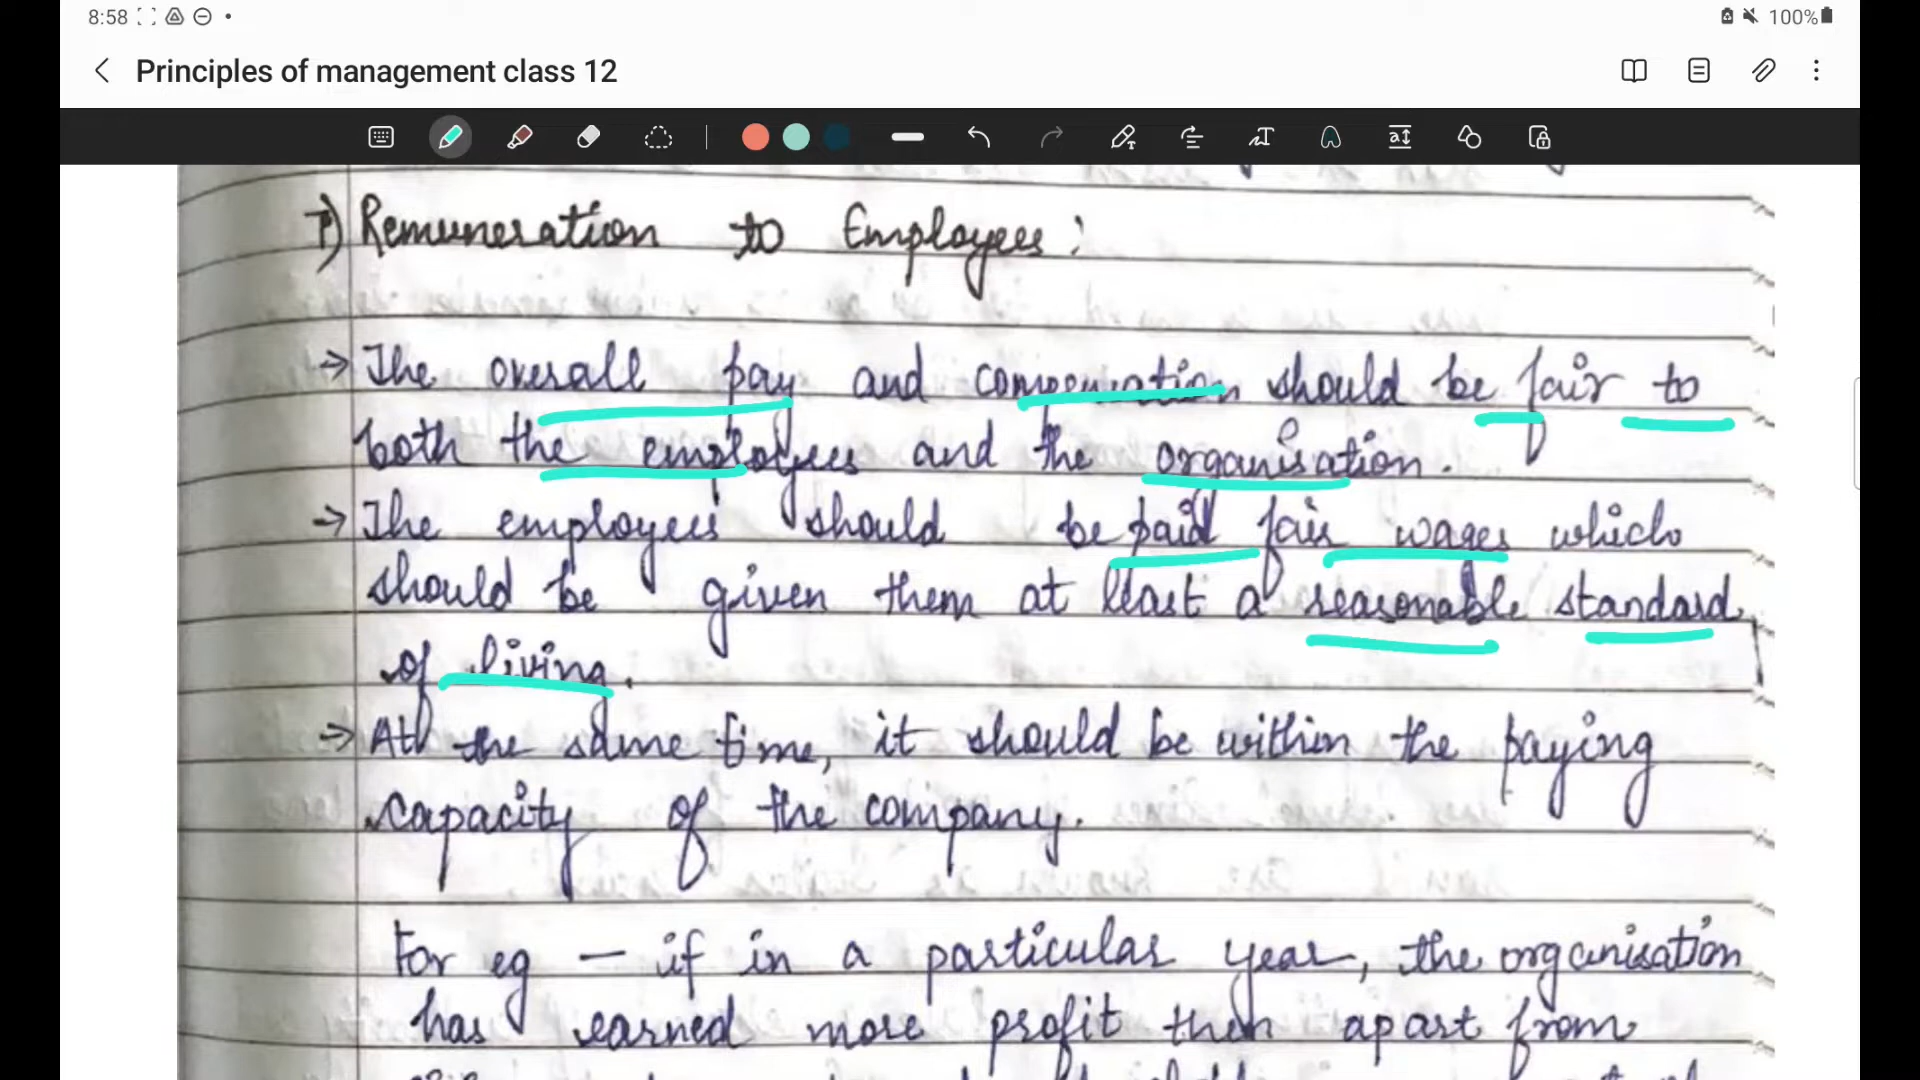 8:58
100%
Principles of management class 12
7) Remuneration to Employees:
→ The overall pay and compensation should be fair to
both the employees and the organisation.
→ The employees should be paid fair wages which
should be given them at least a reasonable standard
of living.
→ At the same time, it should be within the paying
capacity of the company.
For eg – if in a particular year, the organisation
has earned more profit then apart from